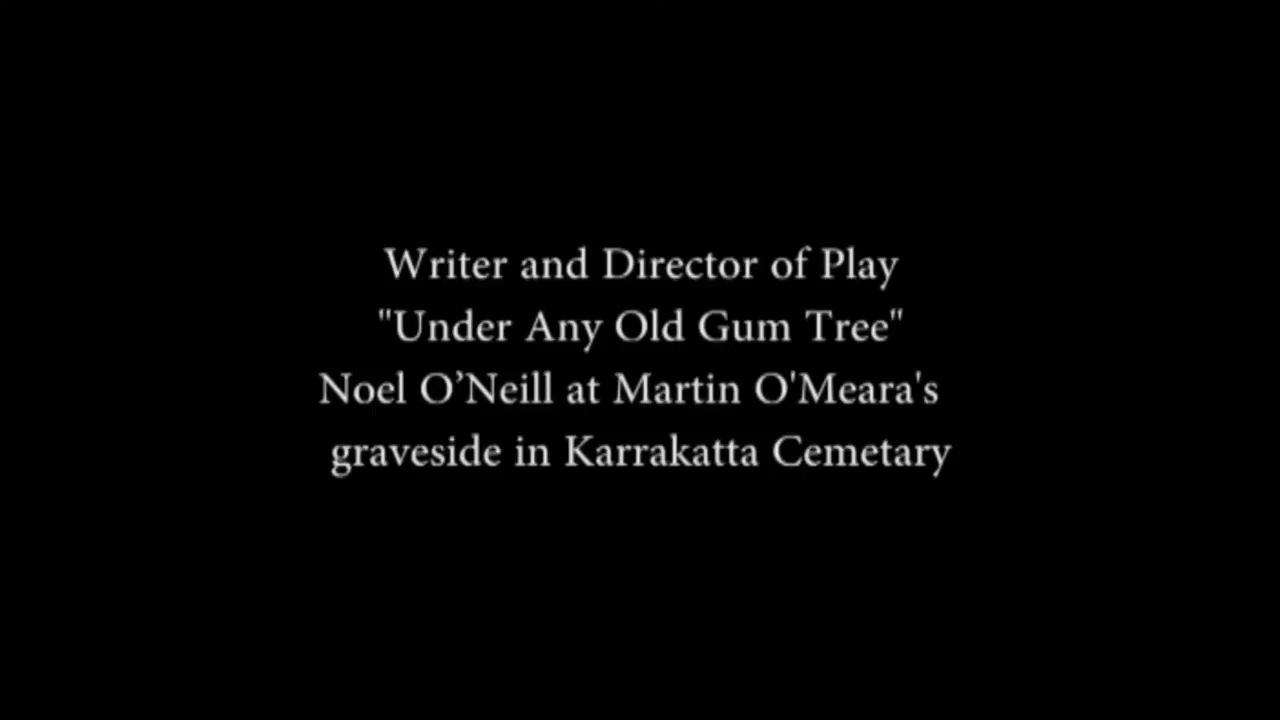 Writer and Director of Play
"Under Any Old Gum Tree"
Noel O’Neill at Martin O'Meara's
graveside in Karrakatta Cemetary